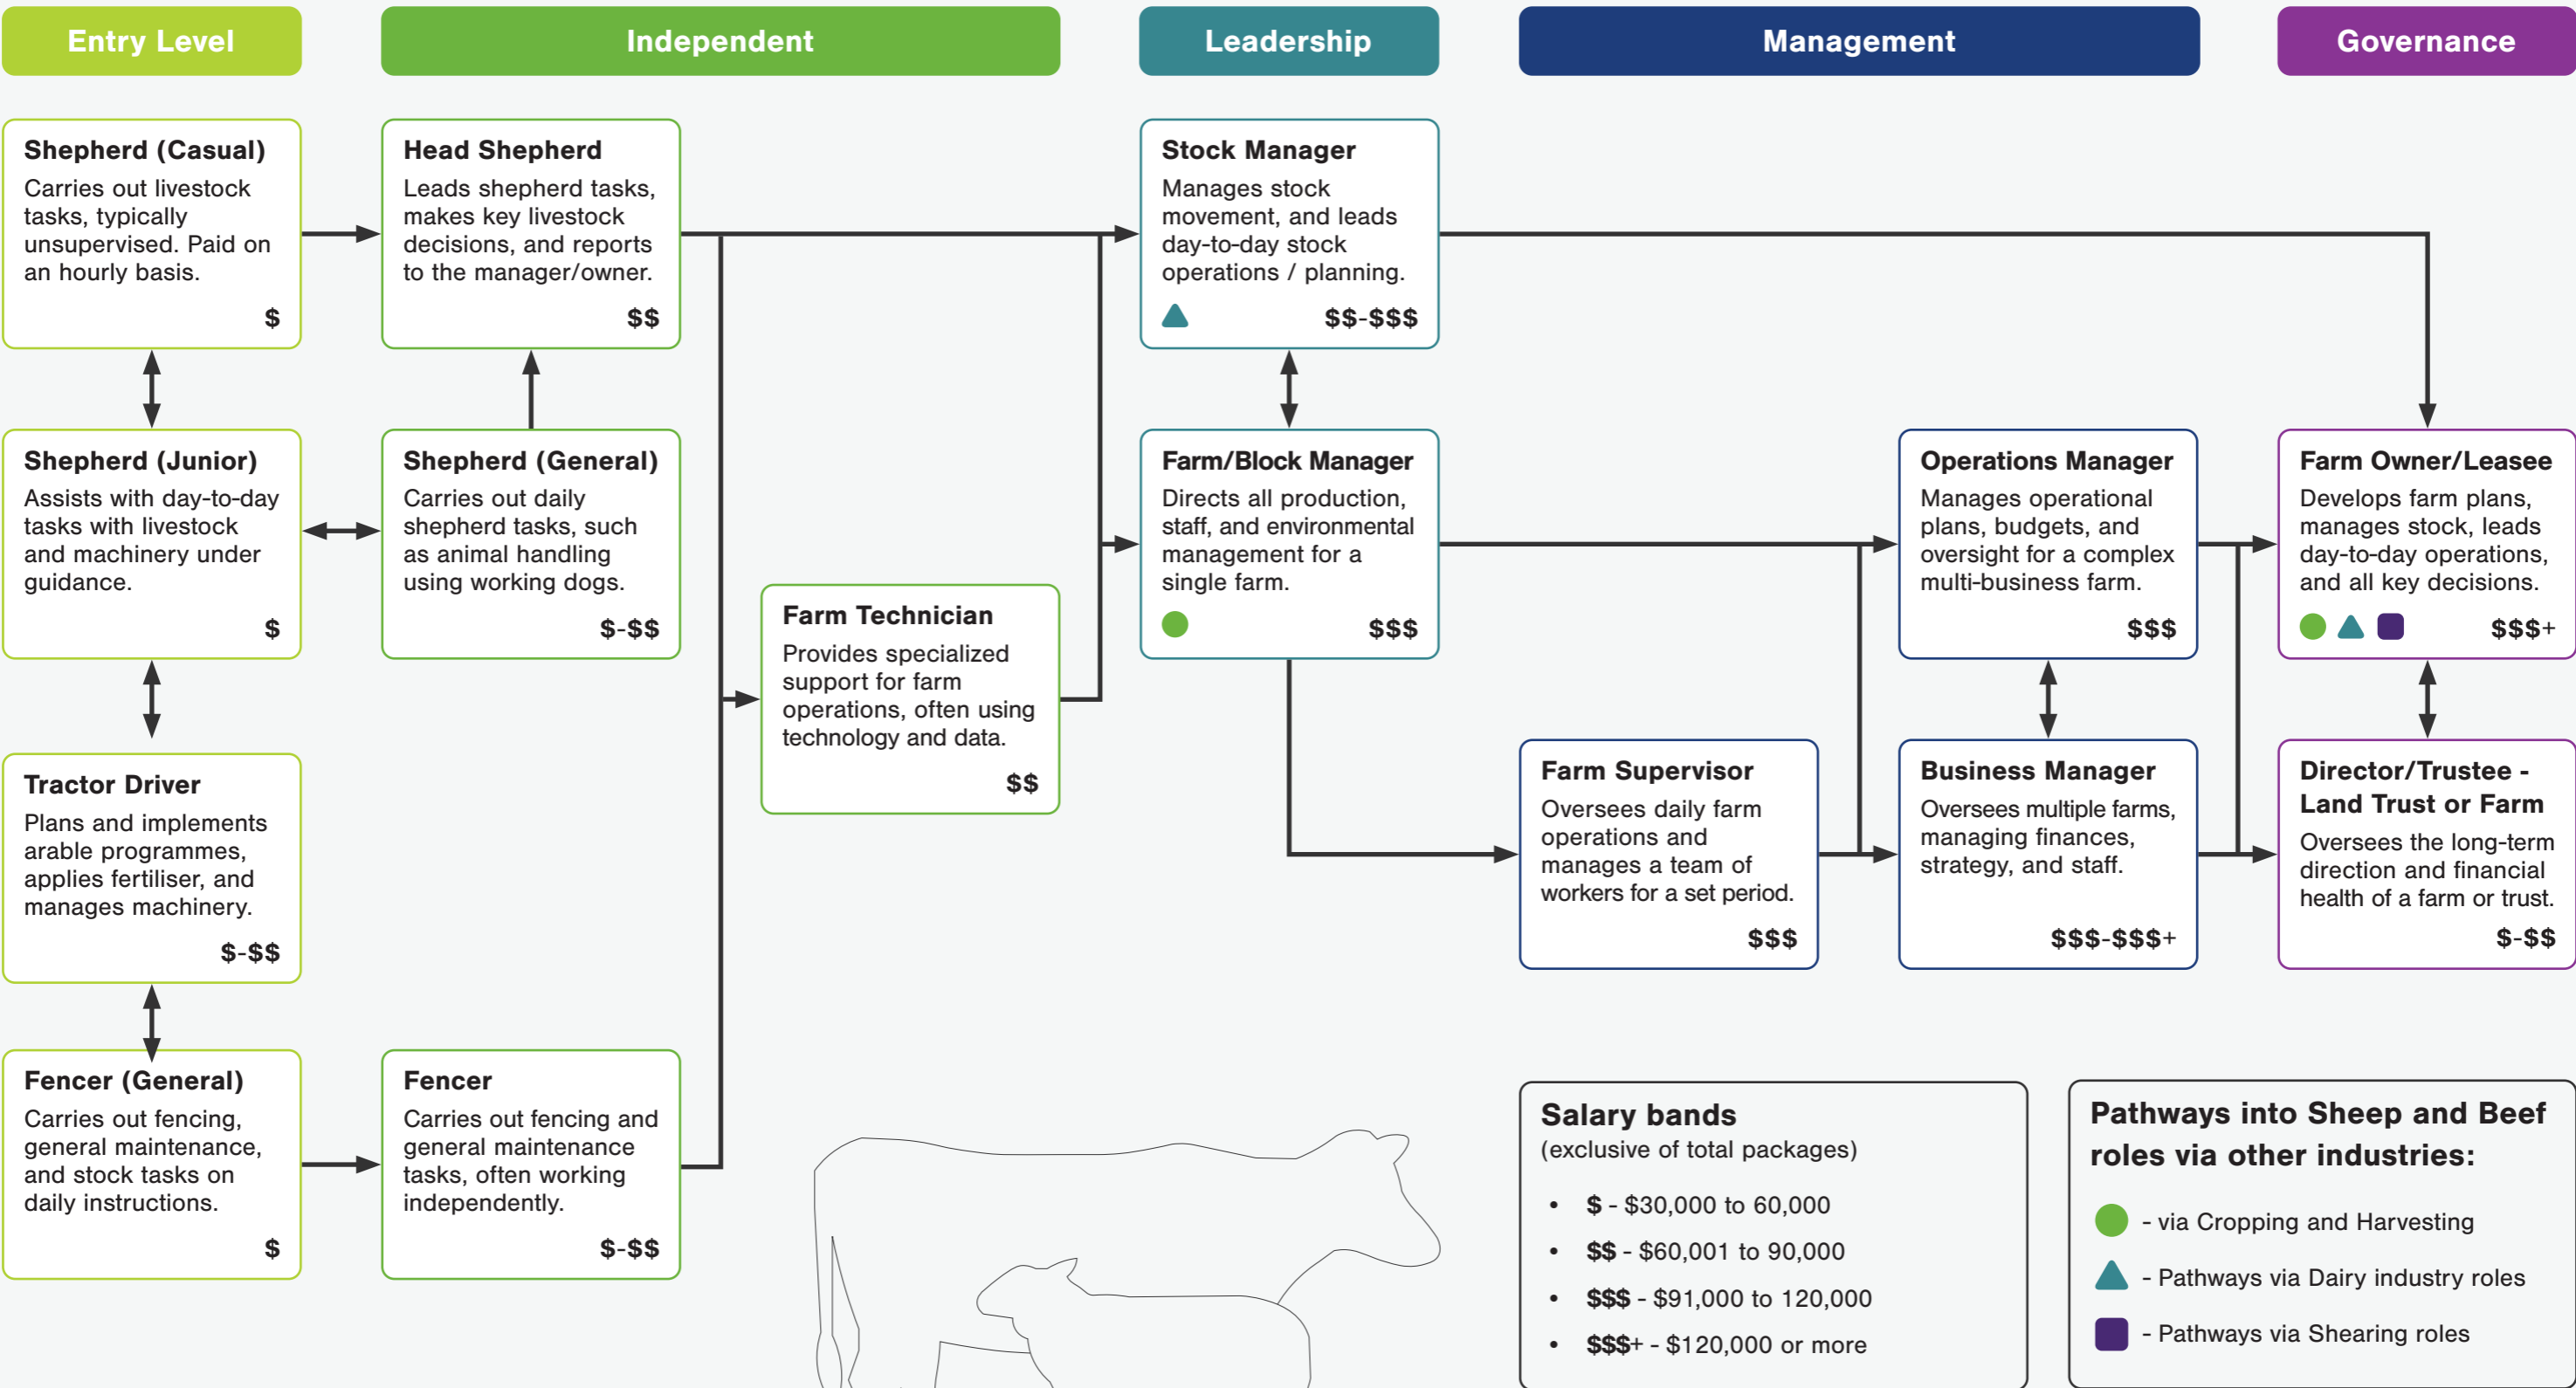 Entry Level
Independent
Leadership
Management
Governance
Shepherd (Casual)
Carries out livestock
tasks, typically
unsupervised. Paid on
an hourly basis.
$
Head Shepherd
Leads shepherd tasks,
makes key livestock
decisions, and reports
to the manager/owner.
$$
Stock Manager
Manages stock
movement, and leads
day-to-day stock
operations / planning.
$$-$$$
Shepherd (Junior)
Assists with day-to-day
tasks with livestock
and machinery under
guidance.
$
Shepherd (General)
Carries out daily
shepherd tasks, such
as animal handling
using working dogs.
$-$$
Farm Technician
Provides specialized
support for farm
operations, often using
technology and data.
$$
Farm/Block Manager
Directs all production,
staff, and environmental
management for a
single farm.
$$$
Operations Manager
Manages operational
plans, budgets, and
oversight for a complex
multi-business farm.
$$$
Farm Owner/Leasee
Develops farm plans,
manages stock, leads
day-to-day operations,
and all key decisions.
$$$+
Tractor Driver
Plans and implements
arable programmes,
applies fertiliser, and
manages machinery.
$-$$
Farm Supervisor
Oversees daily farm
operations and
manages a team of
workers for a set period.
$$$
Business Manager
Oversees multiple farms,
managing finances,
strategy, and staff.
$$$-$$$+
Director/Trustee -
Land Trust or Farm
Oversees the long-term
direction and financial
health of a farm or trust.
$-$$
Fencer (General)
Carries out fencing,
general maintenance,
and stock tasks on
daily instructions.
$
Fencer
Carries out fencing and
general maintenance
tasks, often working
independently.
$-$$
Salary bands
(exclusive of total packages)
• $ - $30,000 to 60,000
• $$ - $60,001 to 90,000
• $$$ - $91,000 to 120,000
• $$$+ - $120,000 or more
Pathways into Sheep and Beef
roles via other industries:
- via Cropping and Harvesting
- Pathways via Dairy industry roles
- Pathways via Shearing roles